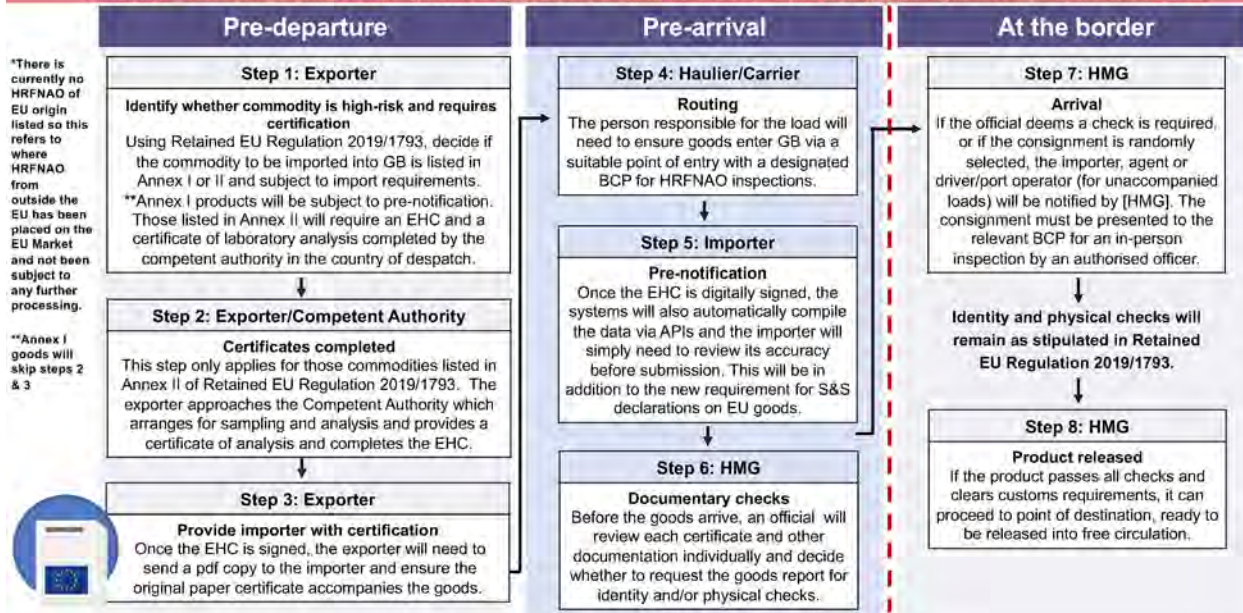 Pre-departure
Pre-arrival
At the border
*There is
currently no
HRFNAO of
EU origin
listed so this
refers to
where
HRFNAO
from
outside the
EU has been
placed on the
EU Market
and not been
subject to
any further
processing.
**Annex I
goods will
skip steps 2
& 3
Step 1: Exporter
Identify whether commodity is high-risk and requires
certification
Using Retained EU Regulation 2019/1793, decide if
the commodity to be imported into GB is listed in
Annex I or II and subject to import requirements.
**Annex I products will be subject to pre-notification.
Those listed in Annex II will require an EHC and a
certificate of laboratory analysis completed by the
competent authority in the country of despatch.
Step 2: Exporter/Competent Authority
Certificates completed
This step only applies for those commodities listed in
Annex II of Retained EU Regulation 2019/1793. The
exporter approaches the Competent Authority which
arranges for sampling and analysis and provides a
certificate of analysis and completes the EHC.
Step 3: Exporter
Provide importer with certification
Once the EHC is signed, the exporter will need to
send a pdf copy to the importer and ensure the
original paper certificate accompanies the goods.
Step 4: Haulier/Carrier
Routing
The person responsible for the load will
need to ensure goods enter GB via a
suitable point of entry with a designated
BCP for HRFNAO inspections.
Step 5: Importer
Pre-notification
Once the EHC is digitally signed, the
systems will also automatically compile
the data via APIs and the importer will
simply need to review its accuracy
before submission. This will be in
addition to the new requirement for S&S
declarations on EU goods.
Step 6: HMG
Documentary checks
Before the goods arrive, an official will
review each certificate and other
documentation individually and decide
whether to request the goods report for
identity and/or physical checks.
Step 7: HMG
Arrival
If the official deems a check is required,
or if the consignment is randomly
selected, the importer, agent or
driver/port operator (for unaccompanied
loads) will be notified by [HMG]. The
consignment must be presented to the
relevant BCP for an in-person
inspection by an authorised officer.
Identity and physical checks will
remain as stipulated in Retained
EU Regulation 2019/1793.
Step 8: HMG
Product released
If the product passes all checks and
clears customs requirements, it can
proceed to point of destination, ready to
be released into free circulation.